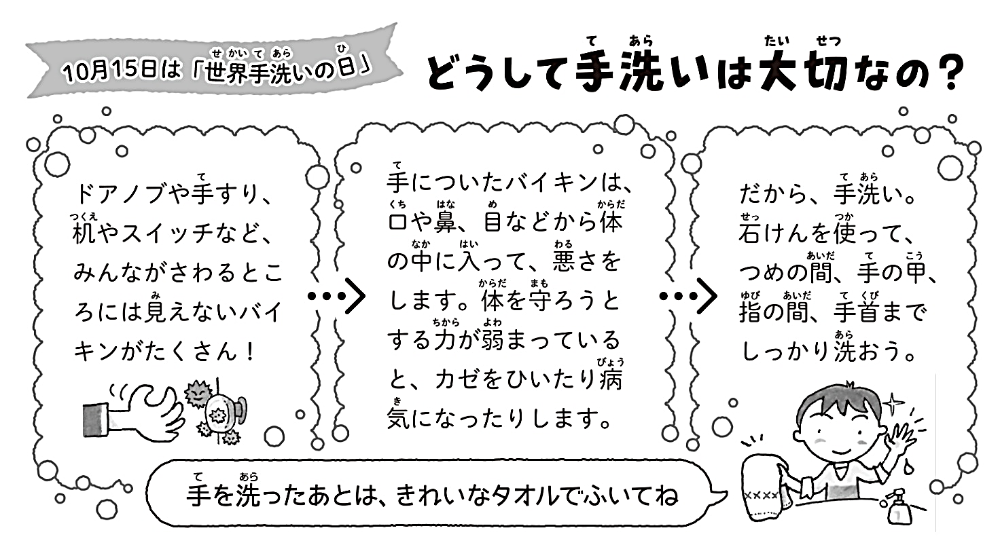 10月15日は「世界手洗いの日」
どうして手洗いは大切なの？
ドアノブや手すり、
机やスイッチなど、
みんながさわるとこ
ろには見えないバイ
キンがたくさん！
手についたバイキンは、
口や鼻、目などから体
の中に入って、悪さを
します。体を守ろうと
する力が弱まっている
と、カゼをひいたり病
気になったりします。
だから、手洗い。
石けんを使って、
つめの間、手の甲、
指の間、手首まで
しっかり洗おう。
手を洗ったあとは、きれいなタオルでふいてね